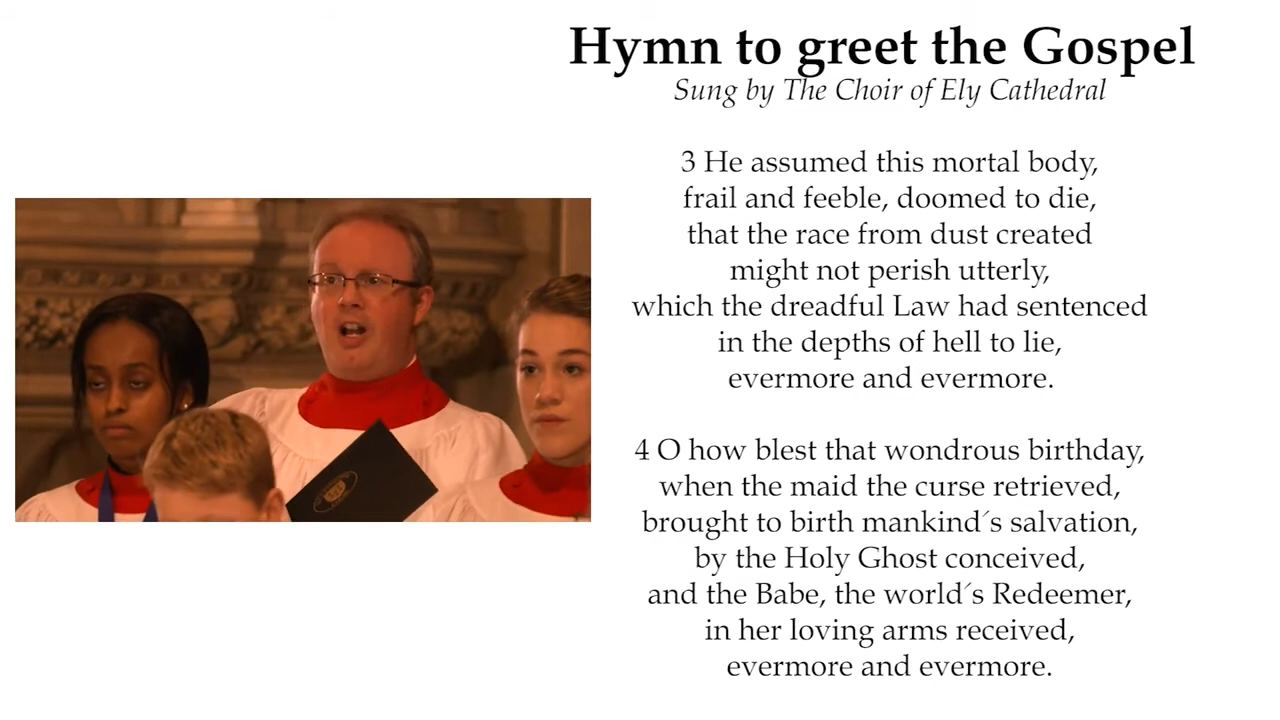 Hymn to greet the Gospel
Sung by The Choir of Ely Cathedral
3 He assumed this mortal body,
frail and feeble, doomed to die,
that the race from dust created
might not perish utterly,
which the dreadful Law had sentenced
in the depths of hell to lie,
evermore and evermore.
4 O how blest that wondrous birthday,
when the maid the curse retrieved,
brought to birth mankind´s salvation,
by the Holy Ghost conceived,
and the Babe, the world´s Redeemer,
in her loving arms received,
evermore and evermore.